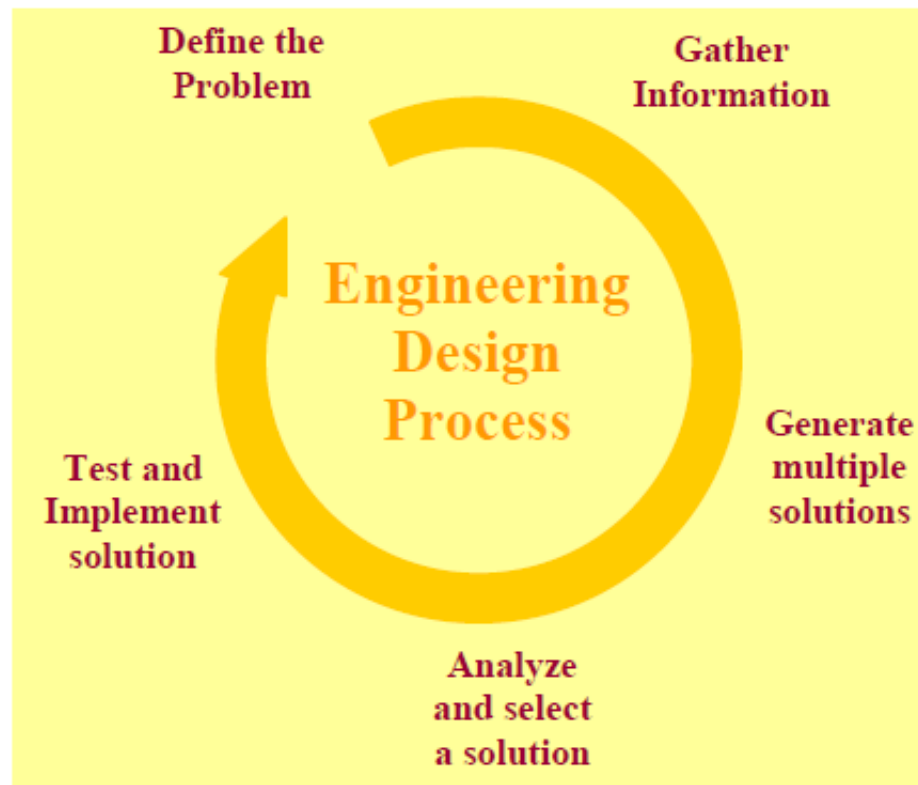 Define the
Problem
Gather
Information
Engineering
Design
Process
Generate
multiple
solutions
Test and
Implement
solution
Analyze
and select
a solution